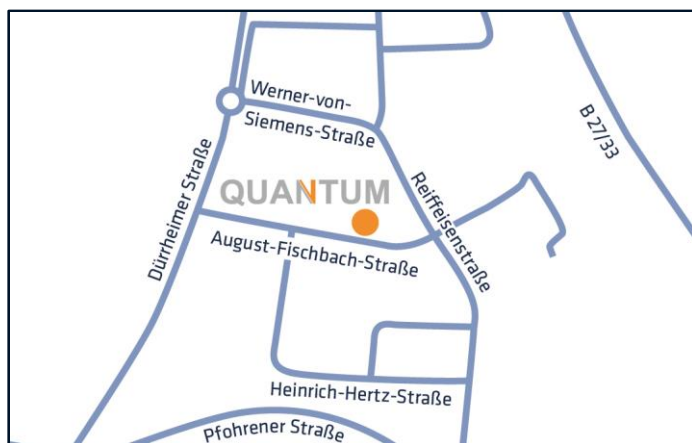 Werner-von-
Siemens-Straße
B 27/33
Dürrheimer Straße
QUANTUM
Reiffeisenstraße
August-Fischbach-Straße
Heinrich-Hertz-Straße
Pfohrener Straße